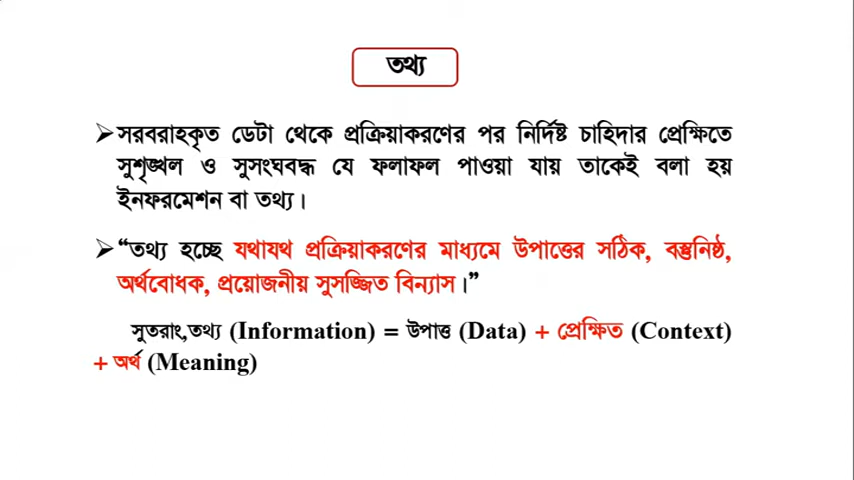 তথ্য
সরবরাহকৃত ডেটা থেকে প্রক্রিয়াকরণের পর নির্দিষ্ট চাহিদার প্রেক্ষিতে
সুশৃঙ্খল ও সুসংঘবদ্ধ যে ফলাফল পাওয়া যায় তাকেই বলা হয়
ইনফরমেশন বা তথ্য।
“তথ্য হচ্ছে যথাযথ প্রক্রিয়াকরণের মাধ্যমে উপাত্তের সঠিক, বস্তুনিষ্ঠ,
অর্থবোধক, প্রয়োজনীয় সুসজ্জিত বিন্যাস।”
সুতরাং,তথ্য (Information) = উপাত্ত (Data) + প্রেক্ষিত (Context)
+ অর্থ (Meaning)